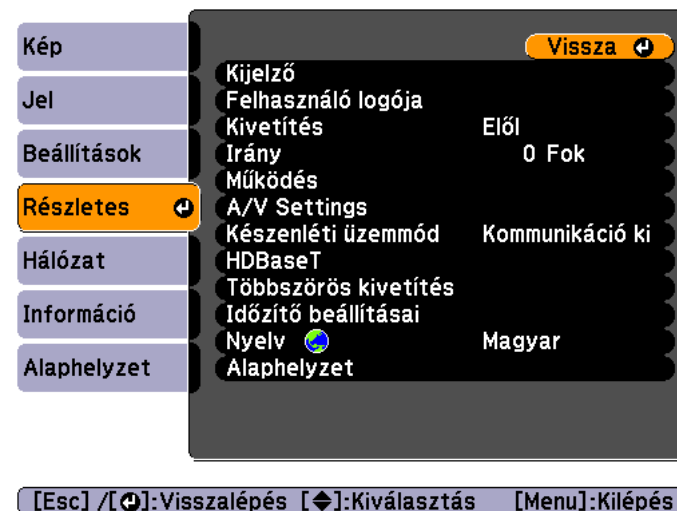 Kép
Jel
Beállítások
Részletes
Hálózat
Információ
Alaphelyzet
Vissza
Kijelző
Felhasználó logója
Kivetítés Elől
Irány 0 Fok
Működés
A/V Settings
Készenléti üzemmód Kommunikáció ki
HDBaseT
Többszörös kivetítés
Időzítő beállításai
Nyelv Magyar
Alaphelyzet
[Esc] /[⏎]:Visszalépés [◆]:Kiválasztás [Menu]:Kilépés